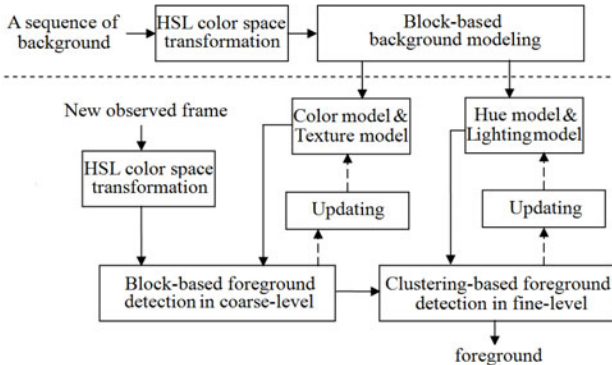 A sequence of
background
HSL color space
transformation
Block-based
background modeling
New observed frame
HSL color space
transformation
Color model &
Texture model
Hue model &
Lighting model
Updating
Updating
Block-based foreground
detection in coarse-level
Clustering-based foreground
detection in fine-level
foreground